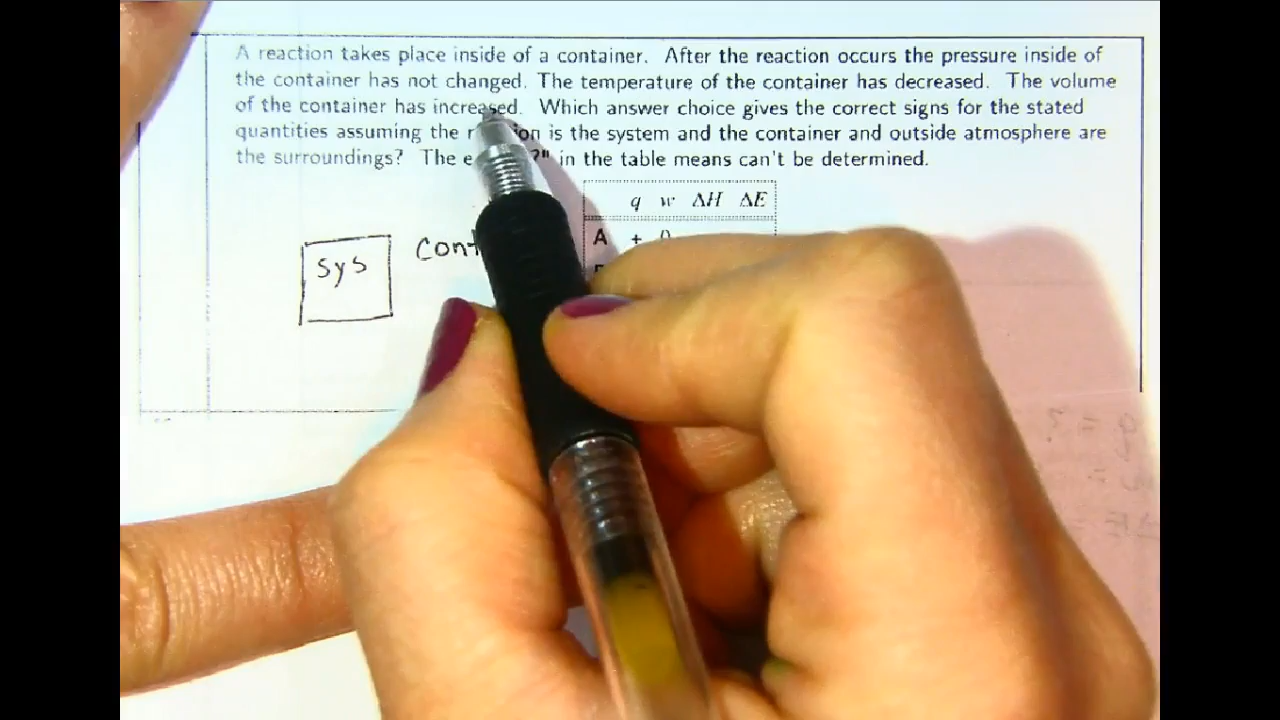 A reaction takes place inside of a container. After the reaction occurs the pressure inside of
the container has not changed. The temperature of the container has decreased. The volume
of the container has increased. Which answer choice gives the correct signs for the stated
quantities assuming the is the system and the container and outside atmosphere are
the surroundings? The ?" in the table means can't be determined.
q w ΔH ΔE
A + 0
sys